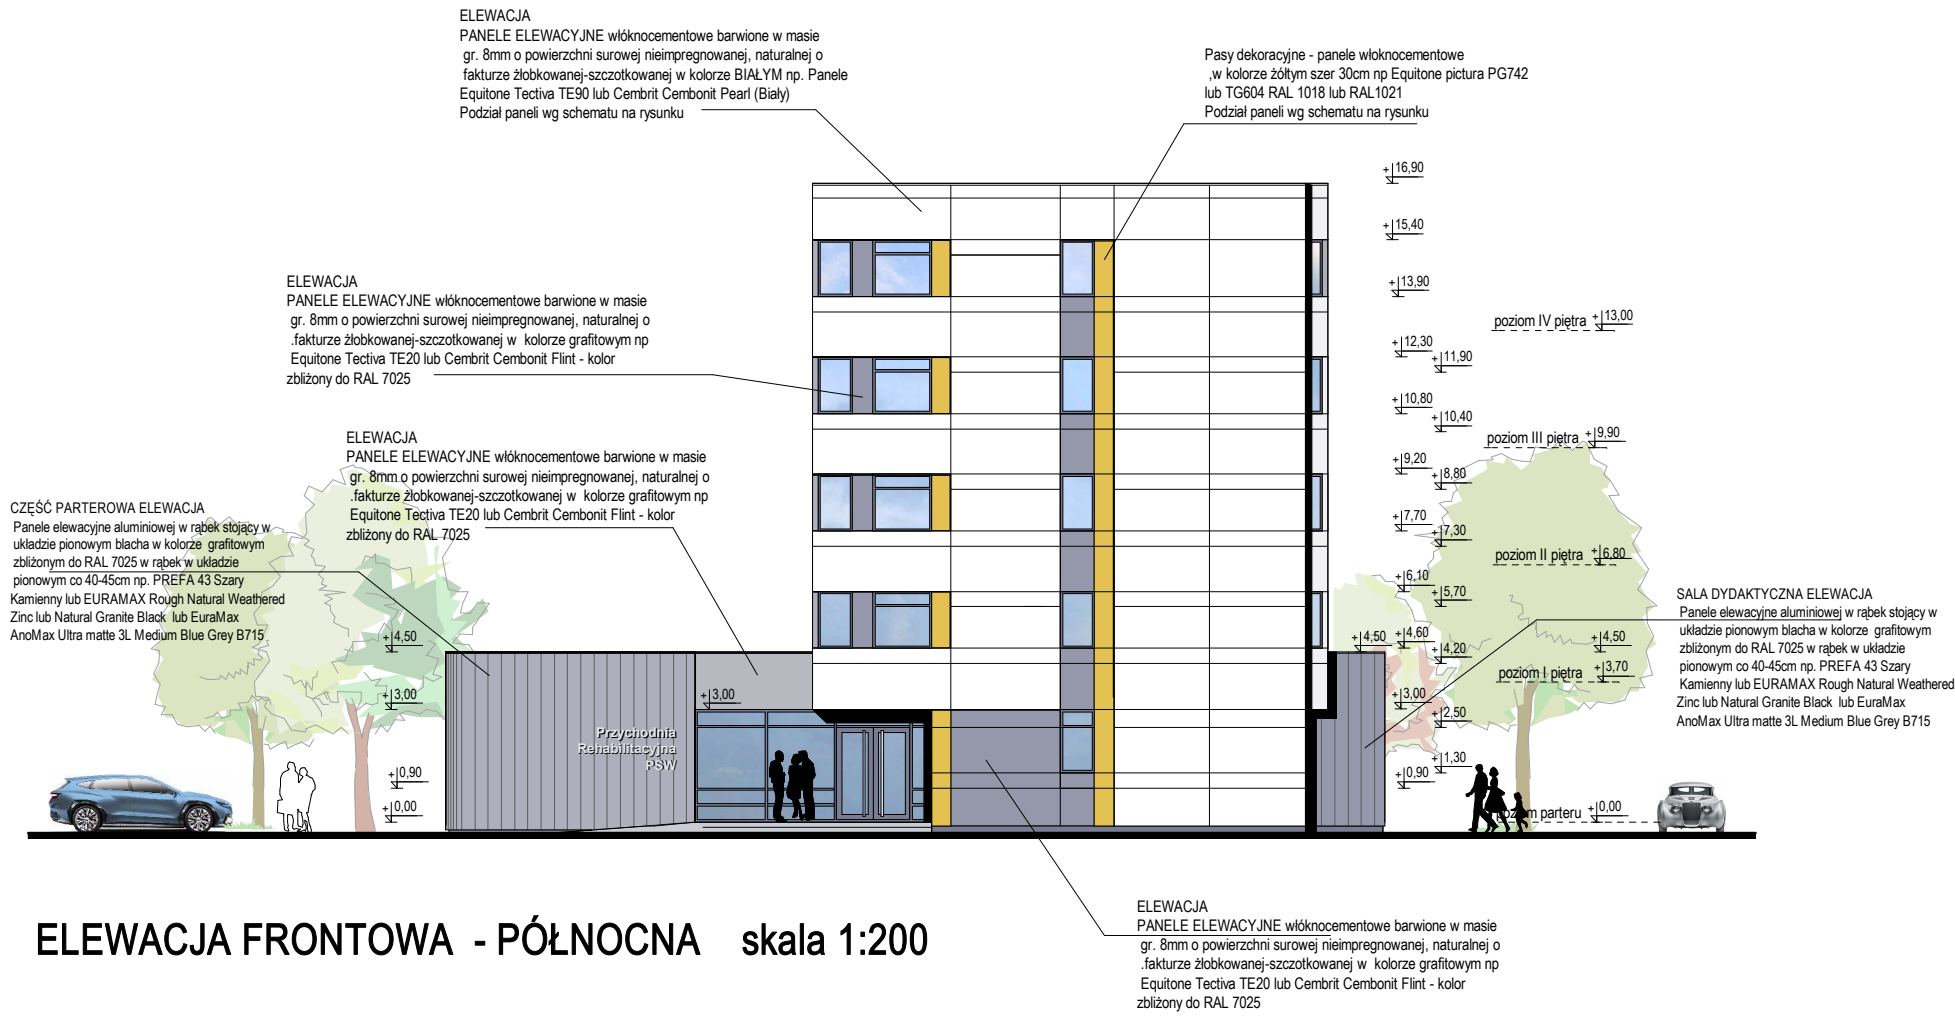 ELEWACJA
PANELE ELEWACYJNE włóknocementowe barwione w masie
gr. 8mm o powierzchni surowej nieimpregnowanej, naturalnej o
fakturze żłobkowanej-szczotkowanej w kolorze BIAŁYM np. Panele
Equitone Tectiva TE90 lub Cembrit Cembonit Pearl (Biały)
Podział paneli wg schematu na rysunku
Pasy dekoracyjne - panele włoknocementowe
,w kolorze żółtym szer 30cm np Equitone pictura PG742
lub TG604 RAL 1018 lub RAL1021
Podział paneli wg schematu na rysunku
ELEWACJA
PANELE ELEWACYJNE włóknocementowe barwione w masie
gr. 8mm o powierzchni surowej nieimpregnowanej, naturalnej o
.fakturze żłobkowanej-szczotkowanej w kolorze grafitowym np
Equitone Tectiva TE20 lub Cembrit Cembonit Flint - kolor
zbliżony do RAL 7025
ELEWACJA
PANELE ELEWACYJNE włóknocementowe barwione w masie
gr. 8mm o powierzchni surowej nieimpregnowanej, naturalnej o
.fakturze żłobkowanej-szczotkowanej w kolorze grafitowym np
Equitone Tectiva TE20 lub Cembrit Cembonit Flint - kolor
zbliżony do RAL 7025
CZĘŚĆ PARTEROWA ELEWACJA
Panele elewacyjne aluminiowej w rąbek stojący w
układzie pionowym blacha w kolorze grafitowym
zbliżonym do RAL 7025 w rąbek w układzie
pionowym co 40-45cm np. PREFA 43 Szary
Kamienny lub EURAMAX Rough Natural Weathered
Zinc lub Natural Granite Black lub EuraMax
AnoMax Ultra matte 3L Medium Blue Grey B715
+4,50
+3,00
+0,90
+0,00
+3,00
Przychodnia
Rehabilitacyjna
PSW
+16,90
+15,40
+13,90
+12,30
+11,90
+10,80
+10,40
+9,20
+8,80
+7,70
+7,30
+6,10
+5,70
+4,50
+4,60
+4,20
+3,00
+2,50
+1,30
+0,90
poziom IV piętra +13,00
poziom III piętra +9,90
poziom II piętra +6,80
+4,50
poziom I piętra +3,70
poziom parteru +0,00
SALA DYDAKTYCZNA ELEWACJA
Panele elewacyjne aluminiowej w rąbek stojący w
układzie pionowym blacha w kolorze grafitowym
zbliżonym do RAL 7025 w rąbek w układzie
pionowym co 40-45cm np. PREFA 43 Szary
Kamienny lub EURAMAX Rough Natural Weathered
Zinc lub Natural Granite Black lub EuraMax
AnoMax Ultra matte 3L Medium Blue Grey B715
ELEWACJA
PANELE ELEWACYJNE włóknocementowe barwione w masie
gr. 8mm o powierzchni surowej nieimpregnowanej, naturalnej o
.fakturze żłobkowanej-szczotkowanej w kolorze grafitowym np
Equitone Tectiva TE20 lub Cembrit Cembonit Flint - kolor
zbliżony do RAL 7025
ELEWACJA FRONTOWA - PÓŁNOCNA skala 1:200